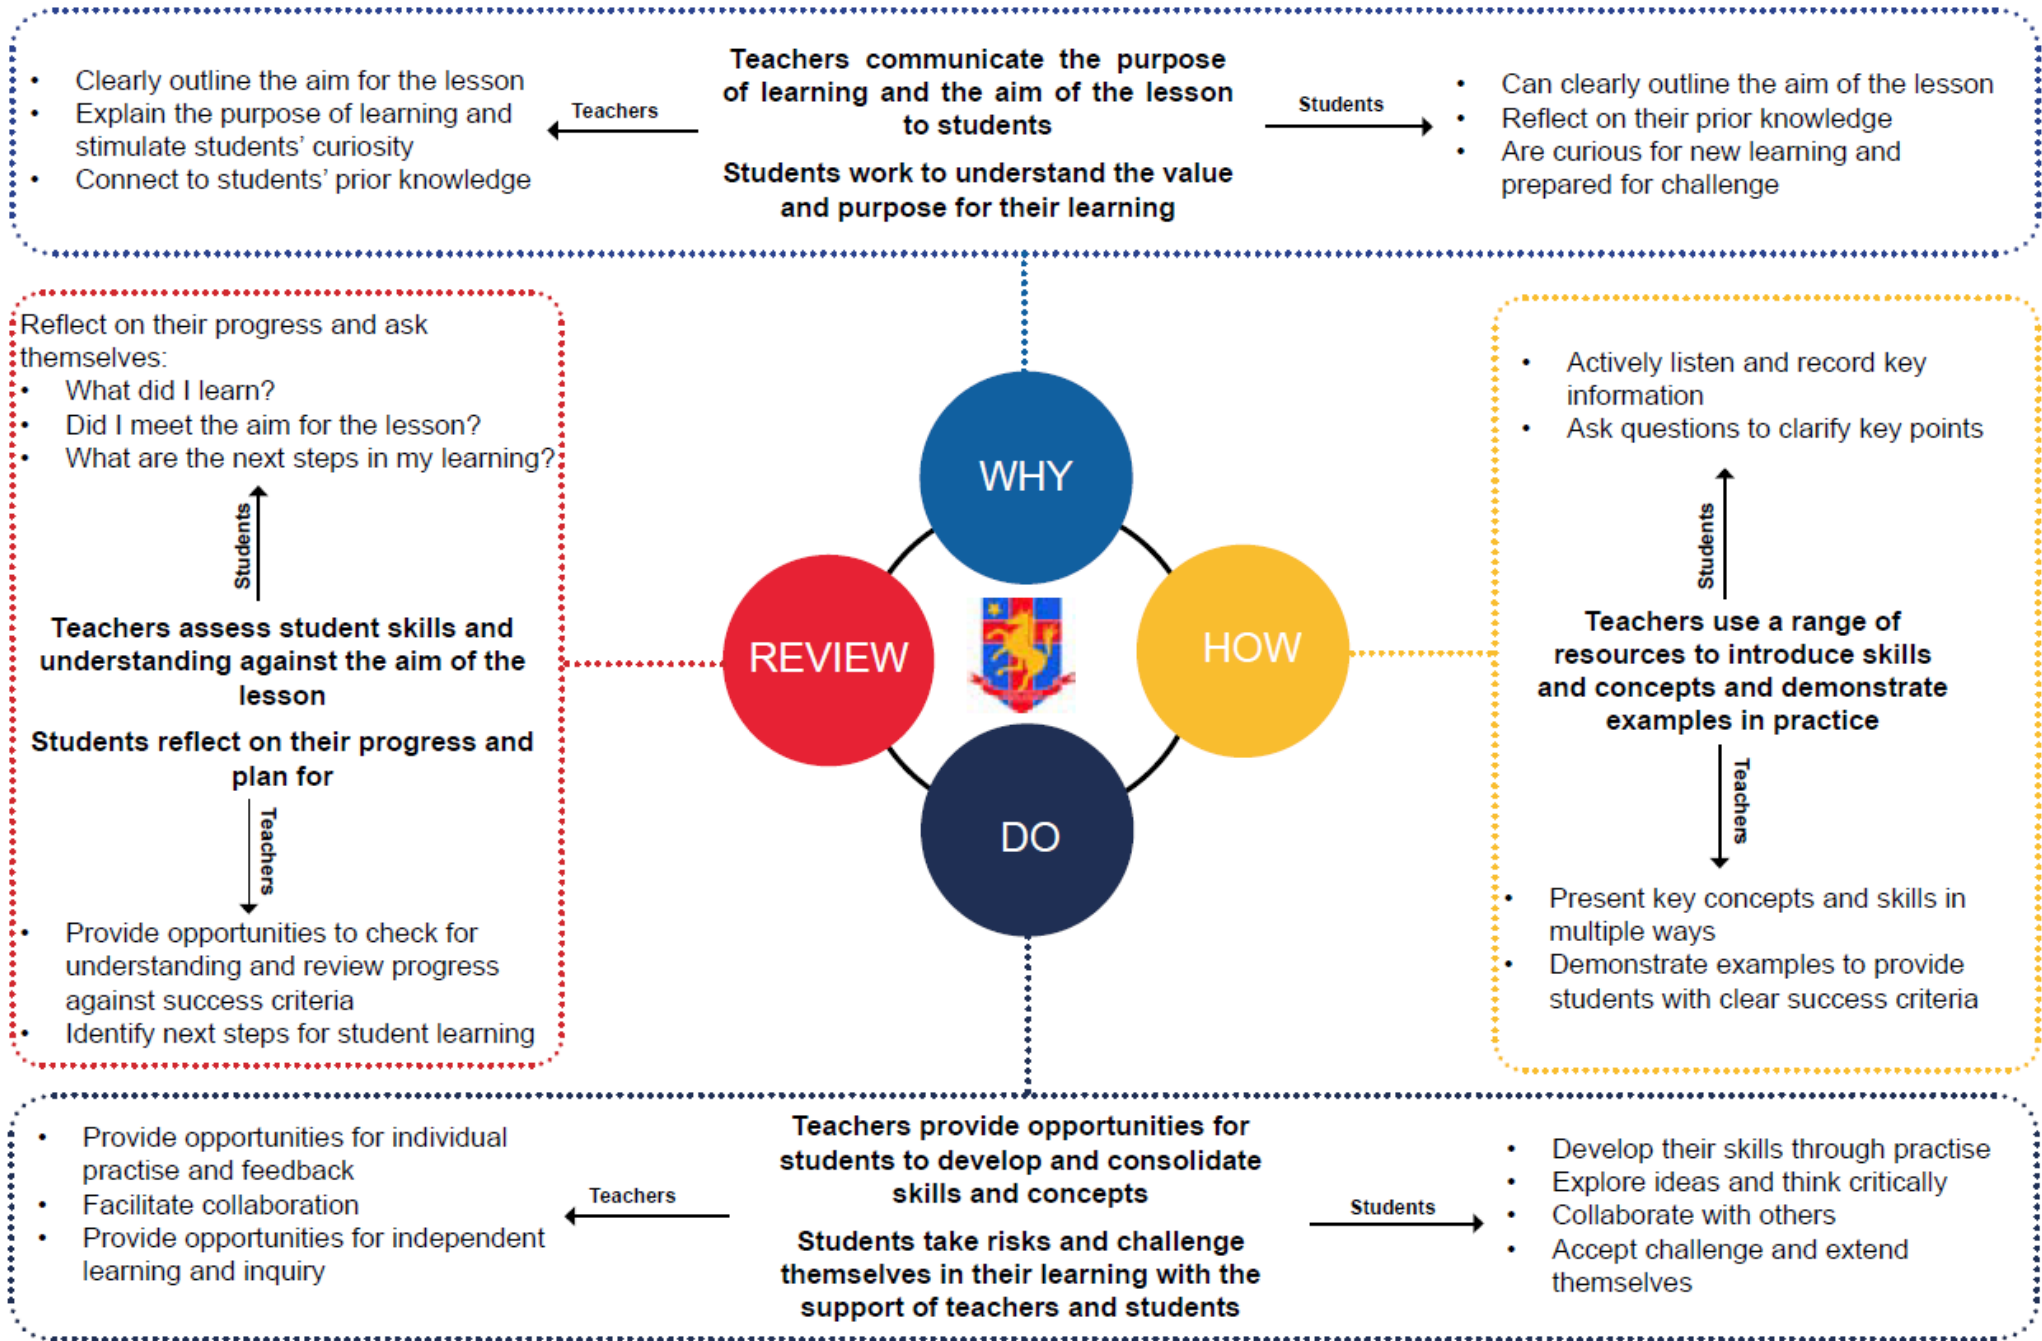 Teachers communicate the purpose
of learning and the aim of the lesson
to students
Students work to understand the value
and purpose for their learning
Teachers
• Clearly outline the aim for the lesson
• Explain the purpose of learning and
stimulate students’ curiosity
• Connect to students’ prior knowledge
Students
• Can clearly outline the aim of the lesson
• Reflect on their prior knowledge
• Are curious for new learning and
prepared for challenge
Reflect on their progress and ask
themselves:
• What did I learn?
• Did I meet the aim for the lesson?
• What are the next steps in my learning?
Students
Teachers assess student skills and
understanding against the aim of the
lesson
Students reflect on their progress and
plan for
Teachers
• Provide opportunities to check for
understanding and review progress
against success criteria
• Identify next steps for student learning
WHY
REVIEW
HOW
DO
• Actively listen and record key
information
• Ask questions to clarify key points
Students
Teachers use a range of
resources to introduce skills
and concepts and demonstrate
examples in practice
Teachers
• Present key concepts and skills in
multiple ways
• Demonstrate examples to provide
students with clear success criteria
Teachers provide opportunities for
students to develop and consolidate
skills and concepts
Students take risks and challenge
themselves in their learning with the
support of teachers and students
Teachers
• Provide opportunities for individual
practise and feedback
• Facilitate collaboration
• Provide opportunities for independent
learning and inquiry
Students
• Develop their skills through practise
• Explore ideas and think critically
• Collaborate with others
• Accept challenge and extend
themselves